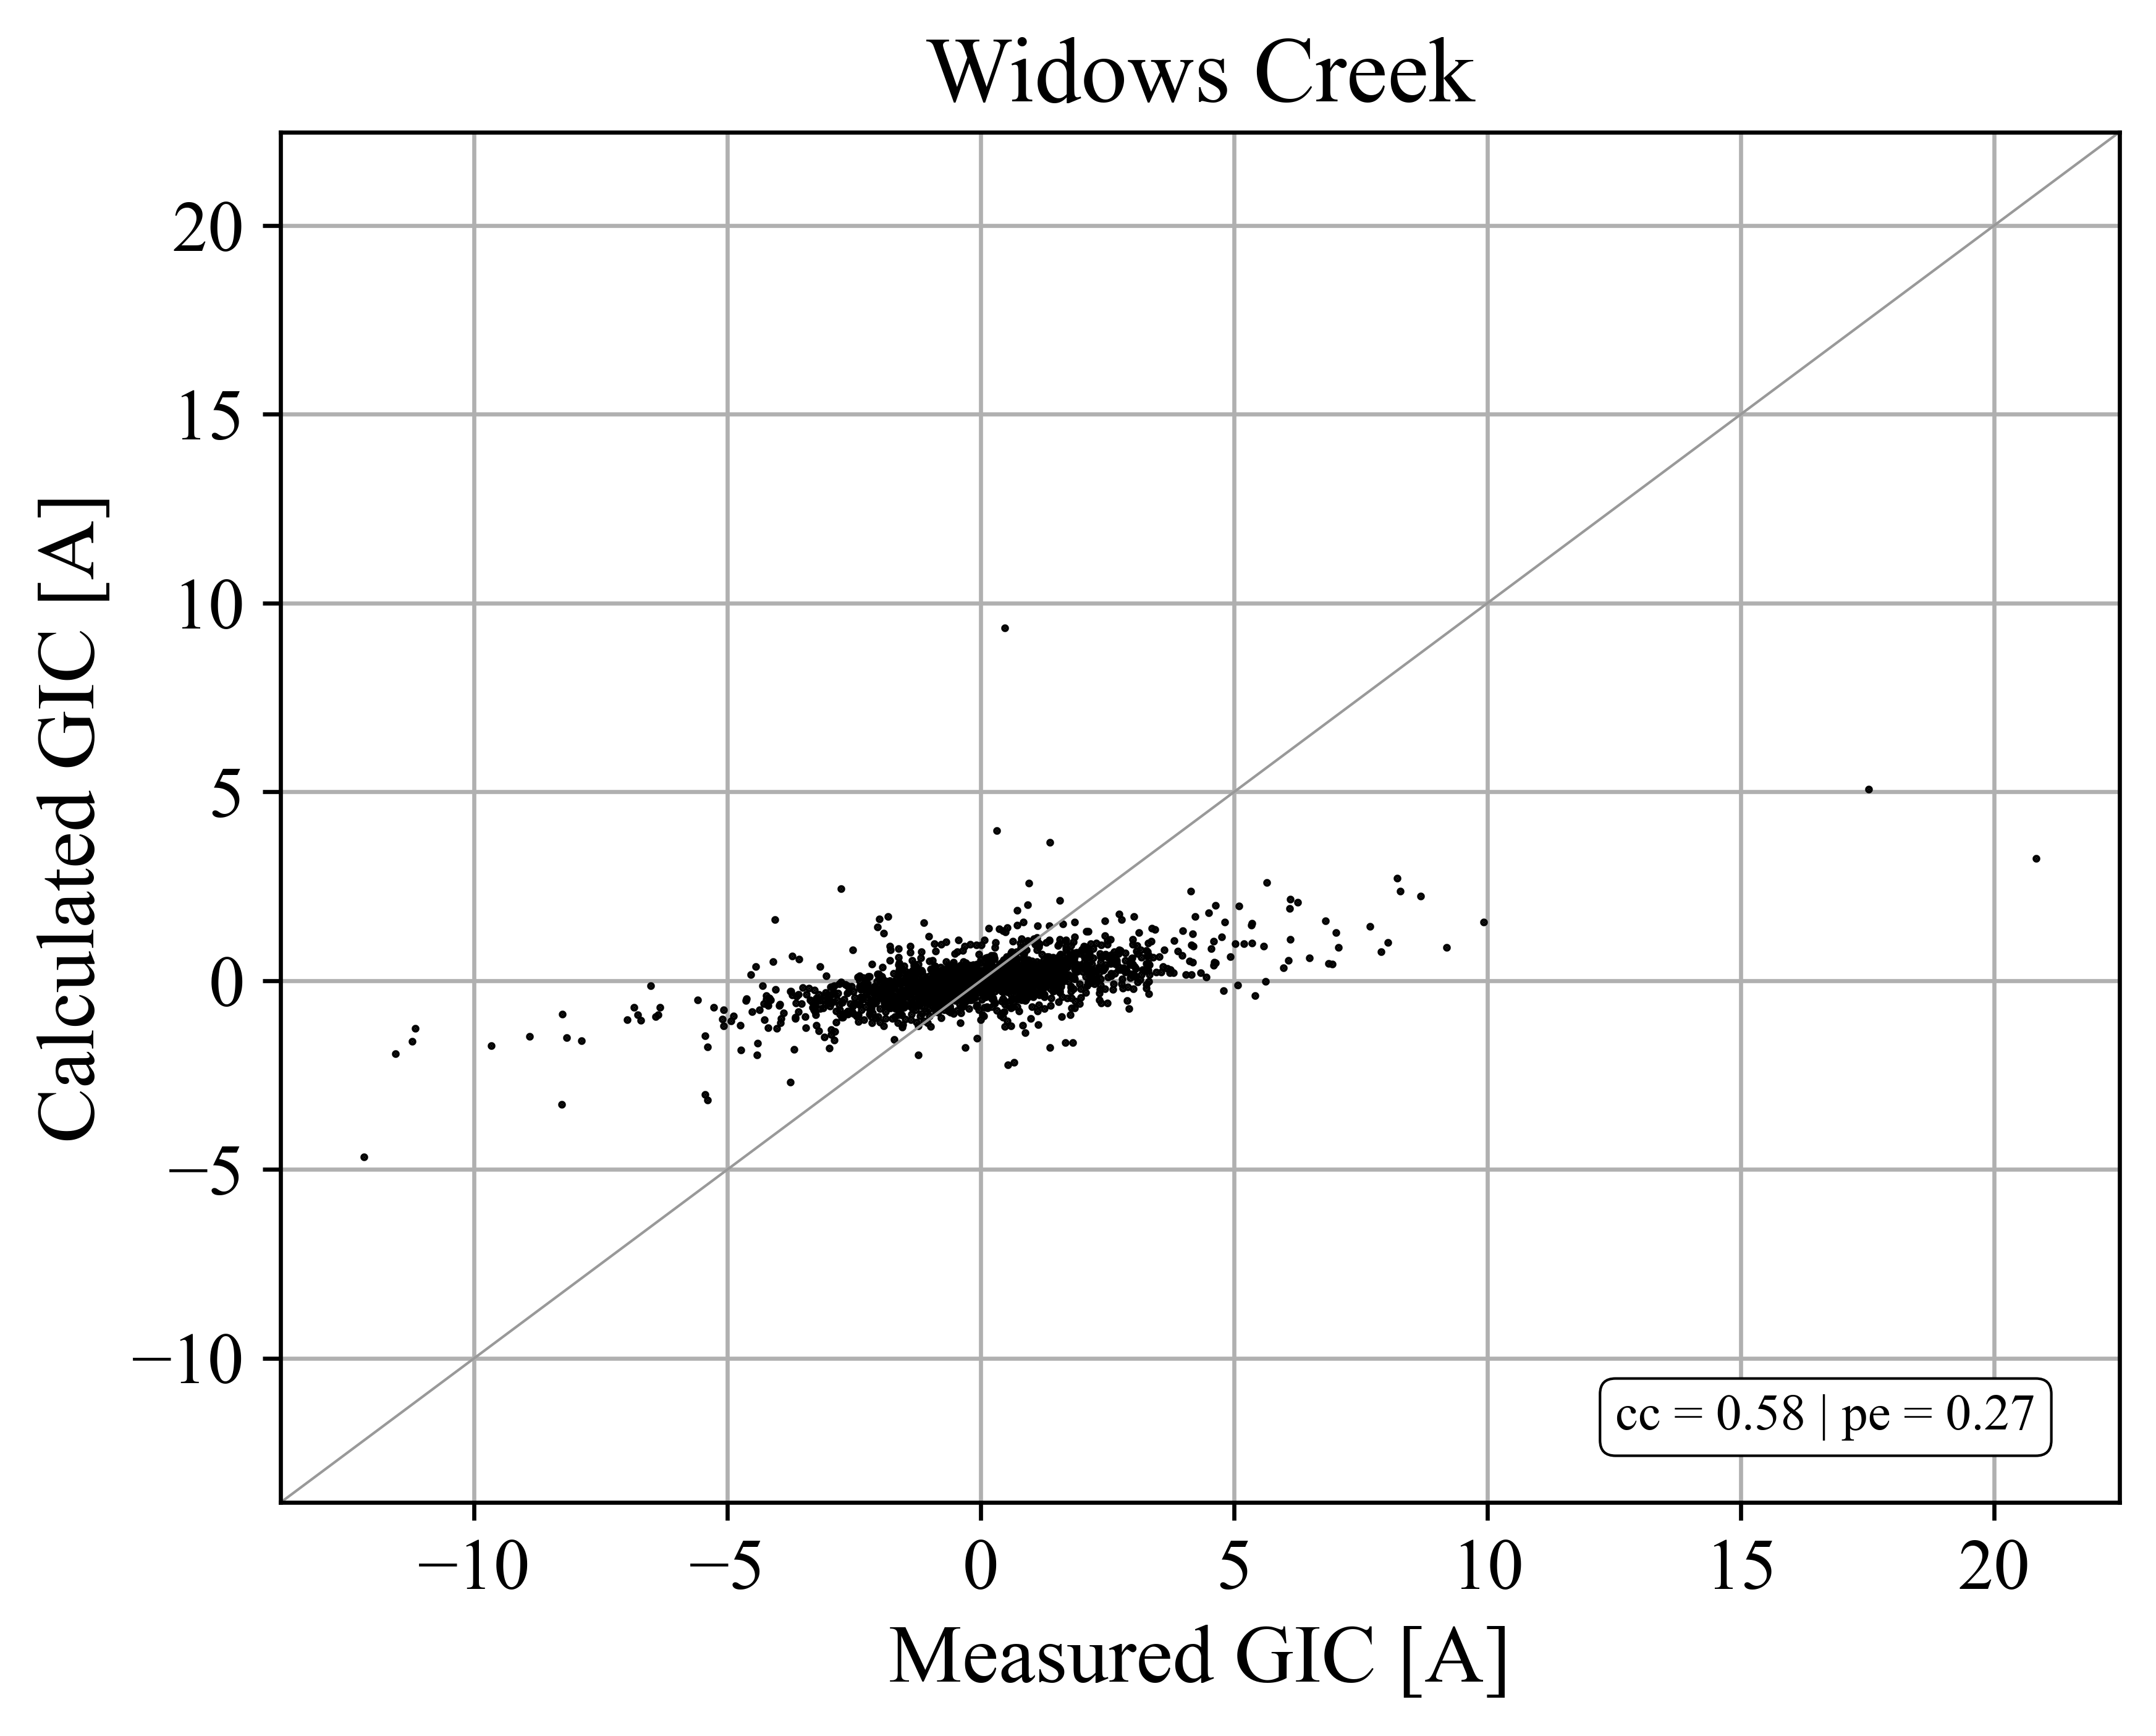 Widows Creek
Calculated GIC [A]
20
15
10
5
0
−5
−10
cc = 0.58 | pe = 0.27
−10 −5 0 5 10 15 20
Measured GIC [A]